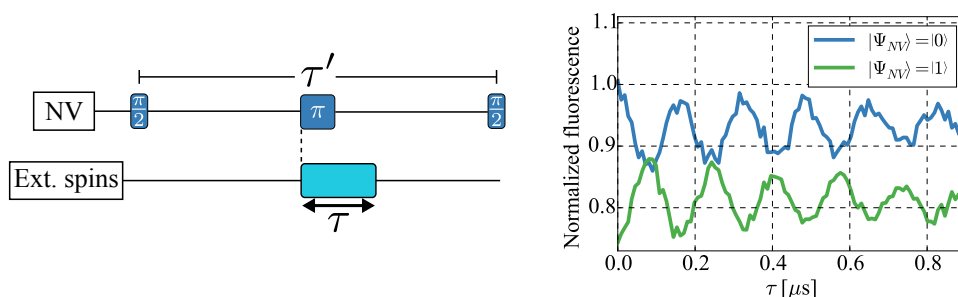 τ′
NV
π/2
π
π/2
Ext. spins
τ
Normalized fluorescence
1.1
1.0
0.9
0.8
|Ψ_NV⟩ = |0⟩
|Ψ_NV⟩ = |1⟩
0.0 0.2 0.4 0.6 0.8
τ [μs]